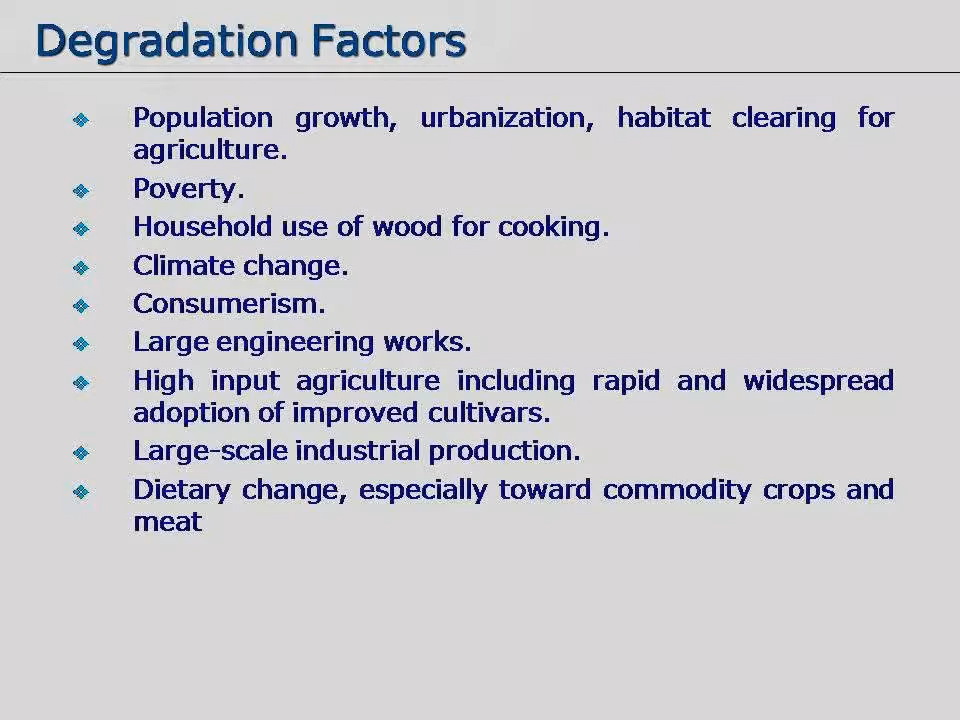 Degradation Factors
Population growth, urbanization, habitat clearing for
agriculture.
Poverty.
Household use of wood for cooking.
Climate change.
Consumerism.
Large engineering works.
High input agriculture including rapid and widespread
adoption of improved cultivars.
Large-scale industrial production.
Dietary change, especially toward commodity crops and
meat